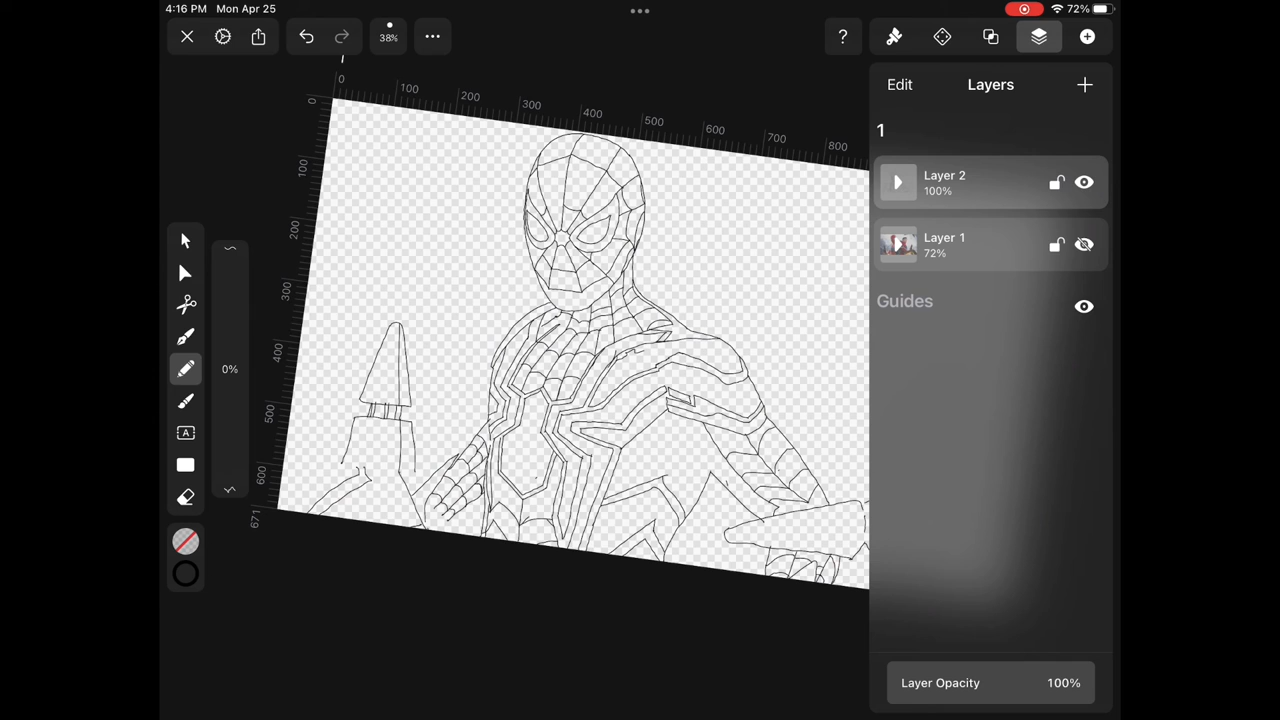 4:16 PM Mon Apr 25
72%
38%
?
Edit Layers
1
Layer 2
100%
Layer 1
72%
Guides
0 100 200 300 400 500 600 700 800
0
100
200
300
400
500
600
671
0%
A
Layer Opacity 100%